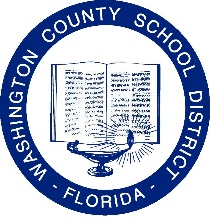 WASHINGTON COUNTY SCHOOL DISTRICT
- FLORIDA -